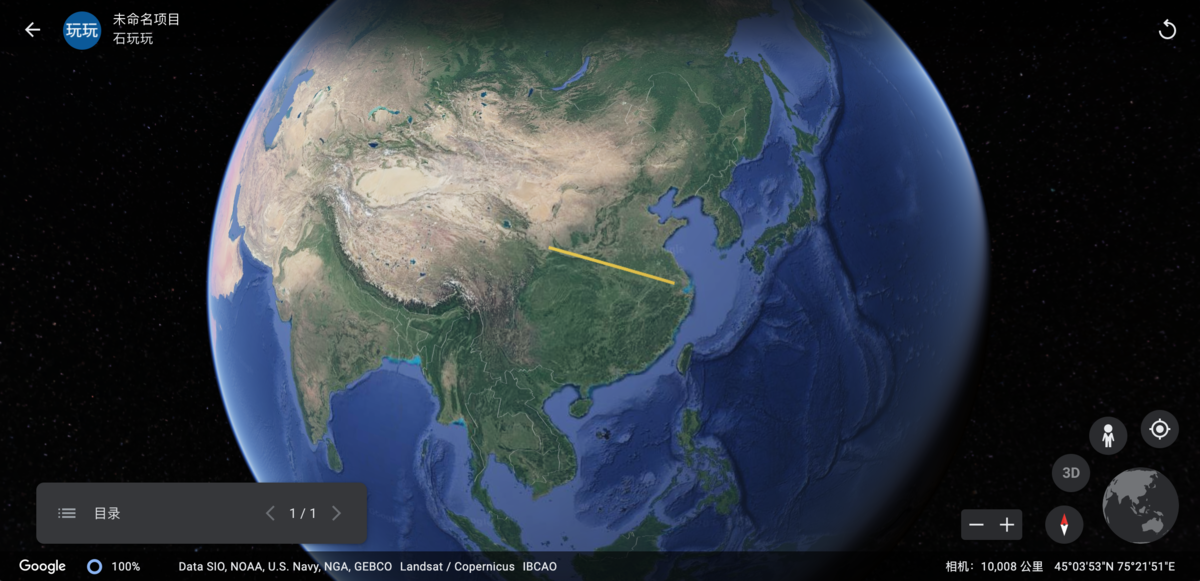 玩玩
未命名项目
石玩玩
3D
目录
1 / 1
Google
100%
Data SIO, NOAA, U.S. Navy, NGA, GEBCO Landsat / Copernicus IBCAO
相机：10,008 公里 45°03'53"N 75°21'51"E